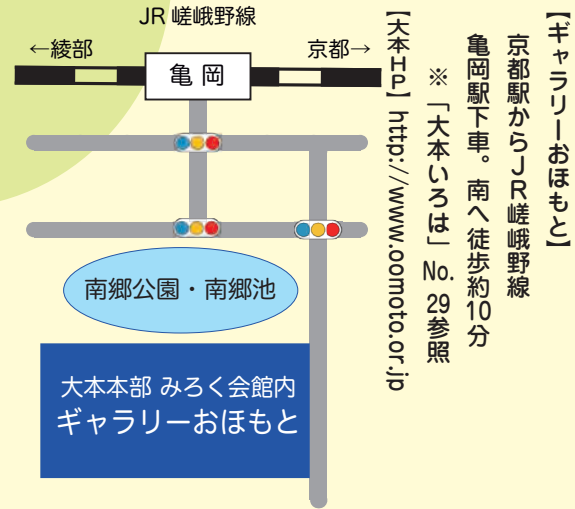 JR 嵯峨野線
←綾部
京都→
亀岡
南郷公園・南郷池
大本本部 みろく会館内
ギャラリーおほもと
【ギャラリーおほもと】
京都駅からJR嵯峨野線
亀岡駅下車。南へ徒歩約10分
※「大本いろは」No.29参照
【大本HP】http://www.oomoto.or.jp